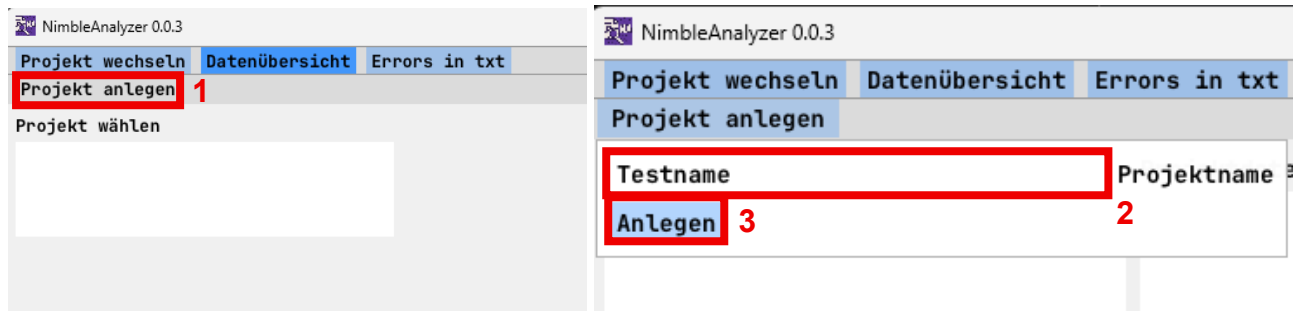 NimbleAnalyzer 0.0.3
Projekt wechseln Datenübersicht Errors in txt
Projekt anlegen 1
Projekt wählen
NimbleAnalyzer 0.0.3
Projekt wechseln Datenübersicht Errors in txt
Projekt anlegen
Testname Projektname
2
Anlegen 3